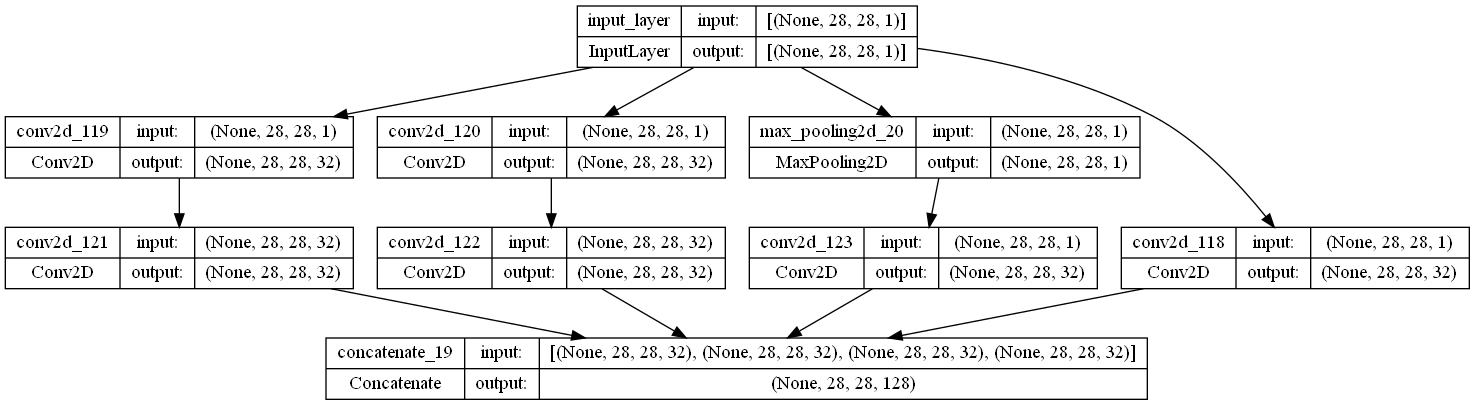 input_layer input: [(None, 28, 28, 1)]
InputLayer output: [(None, 28, 28, 1)]
conv2d_119 input: (None, 28, 28, 1)
Conv2D output: (None, 28, 28, 32)
conv2d_120 input: (None, 28, 28, 1)
Conv2D output: (None, 28, 28, 32)
max_pooling2d_20 input: (None, 28, 28, 1)
MaxPooling2D output: (None, 28, 28, 1)
conv2d_121 input: (None, 28, 28, 32)
Conv2D output: (None, 28, 28, 32)
conv2d_122 input: (None, 28, 28, 32)
Conv2D output: (None, 28, 28, 32)
conv2d_123 input: (None, 28, 28, 1)
Conv2D output: (None, 28, 28, 32)
conv2d_118 input: (None, 28, 28, 1)
Conv2D output: (None, 28, 28, 32)
concatenate_19 input: [(None, 28, 28, 32), (None, 28, 28, 32), (None, 28, 28, 32), (None, 28, 28, 32)]
Concatenate output: (None, 28, 28, 128)